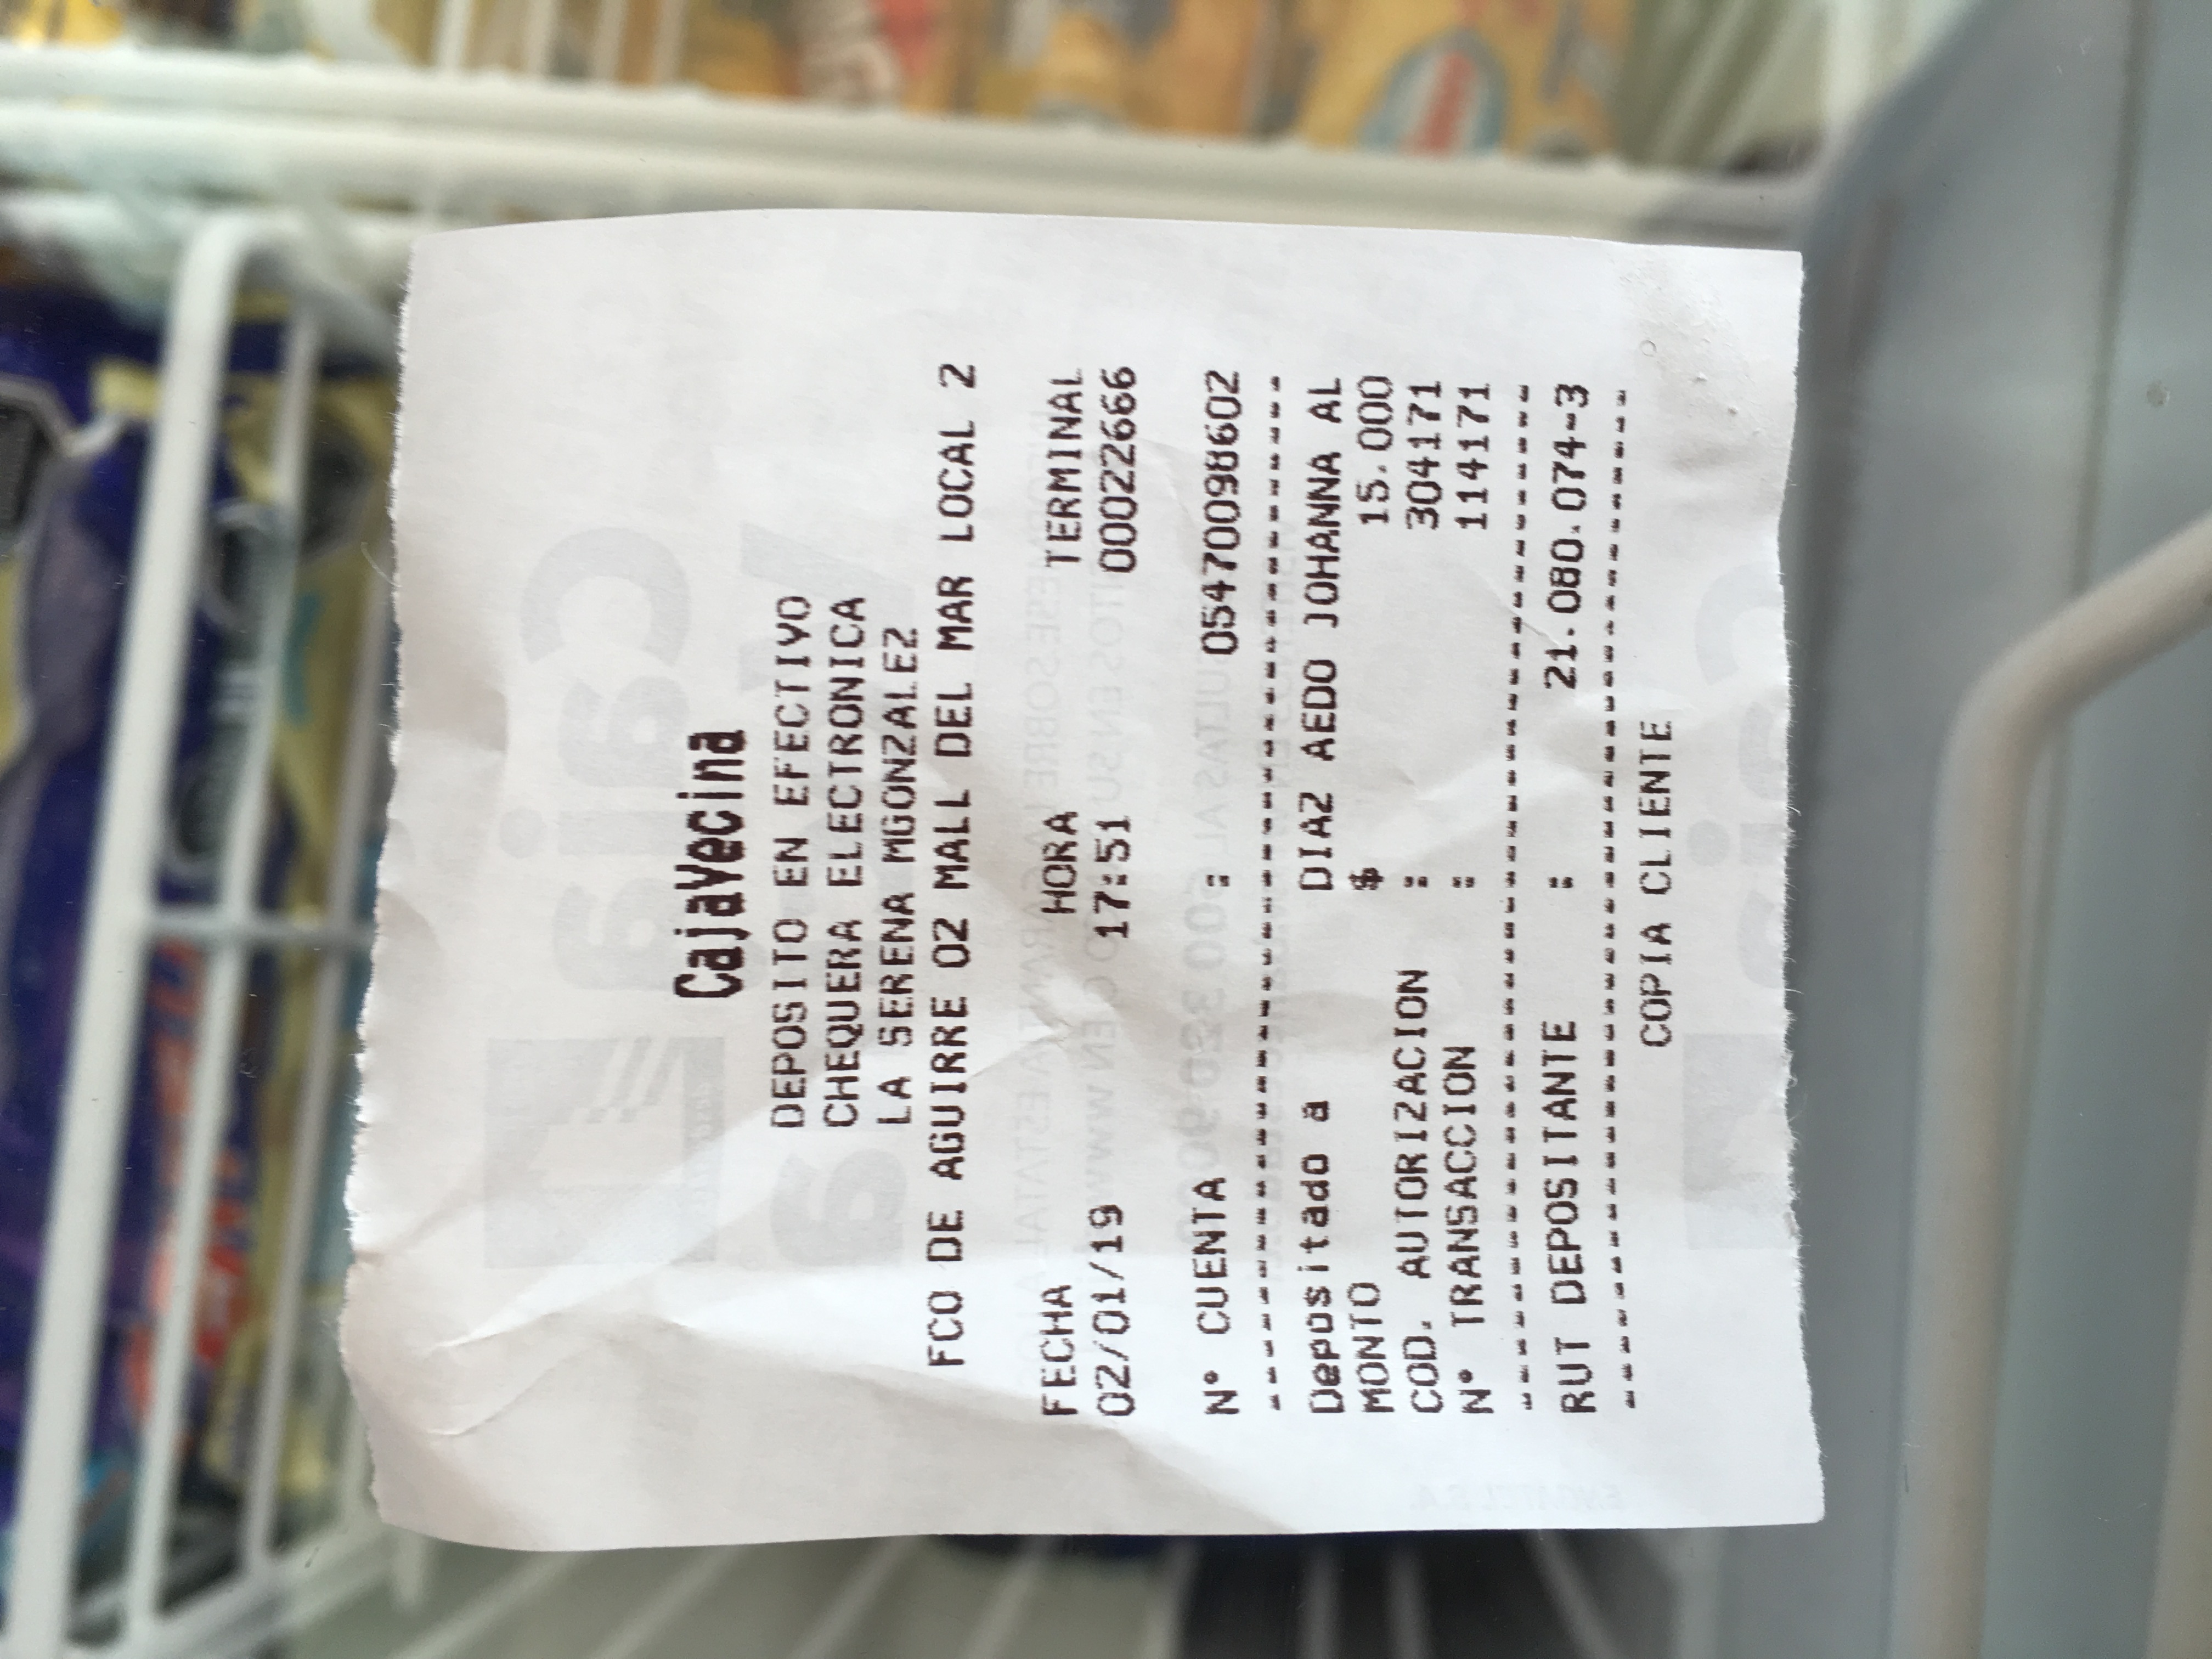 CajaVecina
DEPOSITO EN EFECTIVO
CHEQUERA ELECTRONICA
LA SERENA MGONZALEZ
FCO DE AGUIRRE 02 MALL DEL MAR LOCAL 2
FECHA HORA TERMINAL
02/01/19 17:51 00022666
N° CUENTA : 05470098602
Depositado a DIAZ AEDO JOHANNA AL
MONTO $ 15.000
COD. AUTORIZACION : 304171
N° TRANSACCION : 114171
RUT DEPOSITANTE : 21.080.074-3
COPIA CLIENTE